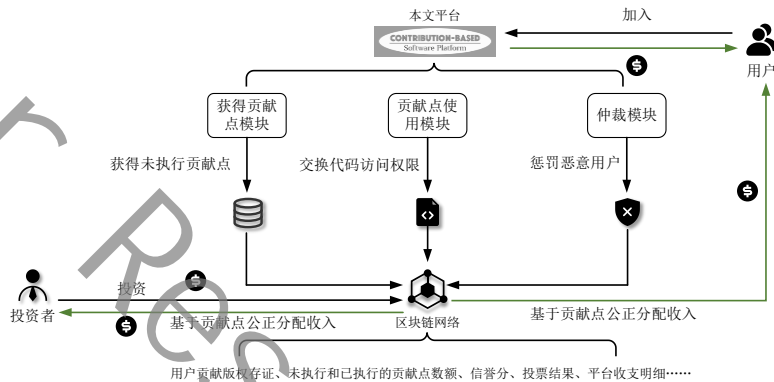 本文平台
加入
CONTRIBUTION-BASED
Software Platform
用户
获得贡献
点模块
贡献点使
用模块
仲裁模块
获得未执行贡献点
交换代码访问权限
惩罚恶意用户
投资
投资者
基于贡献点公正分配收入
区块链网络
基于贡献点公正分配收入
用户贡献版权存证、未执行和已执行的贡献点数额、信誉分、投票结果、平台收支明细……